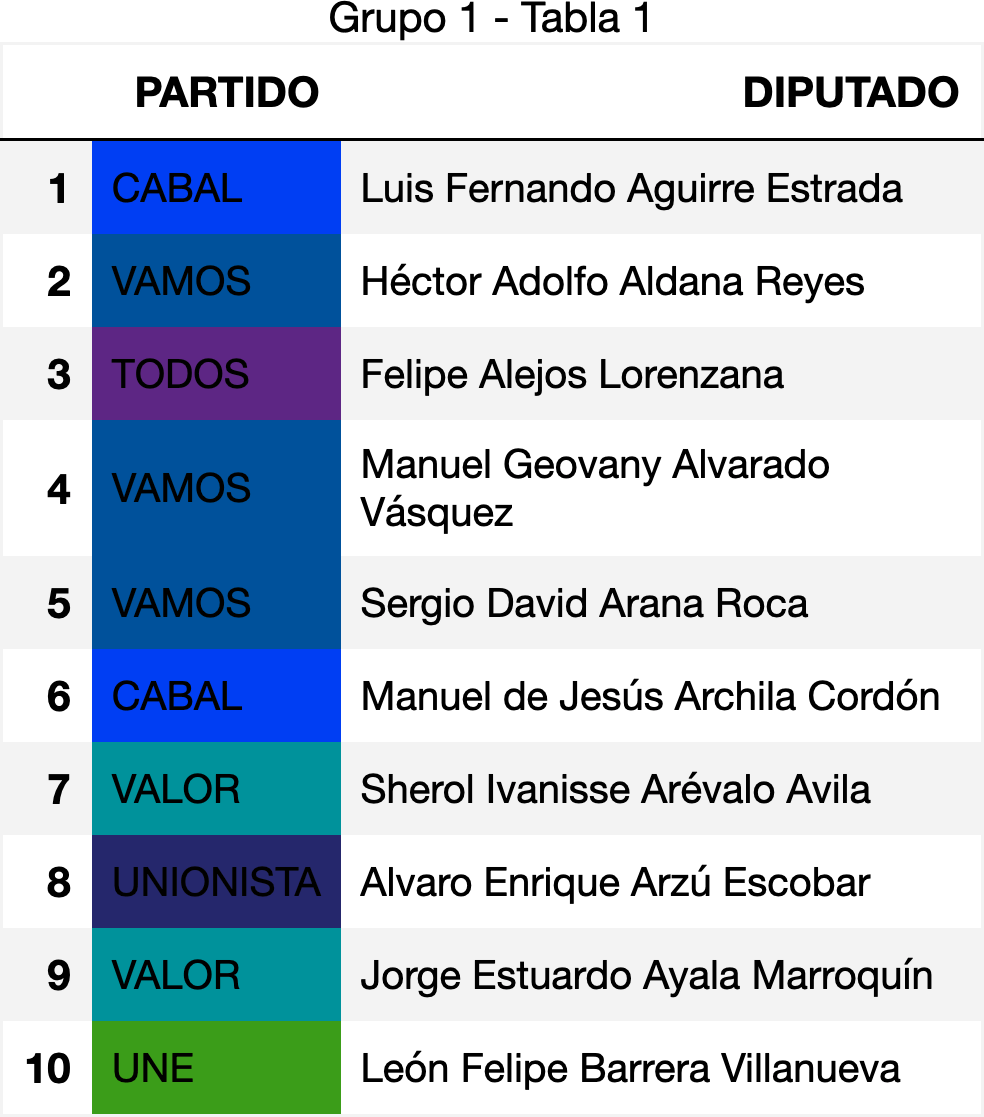 Grupo 1 - Tabla 1
PARTIDO DIPUTADO
1 CABAL Luis Fernando Aguirre Estrada
2 VAMOS Héctor Adolfo Aldana Reyes
3 TODOS Felipe Alejos Lorenzana
4 VAMOS Manuel Geovany Alvarado
Vásquez
5 VAMOS Sergio David Arana Roca
6 CABAL Manuel de Jesús Archila Cordón
7 VALOR Sherol Ivanisse Arévalo Avila
8 UNIONISTA Alvaro Enrique Arzú Escobar
9 VALOR Jorge Estuardo Ayala Marroquín
10 UNE León Felipe Barrera Villanueva